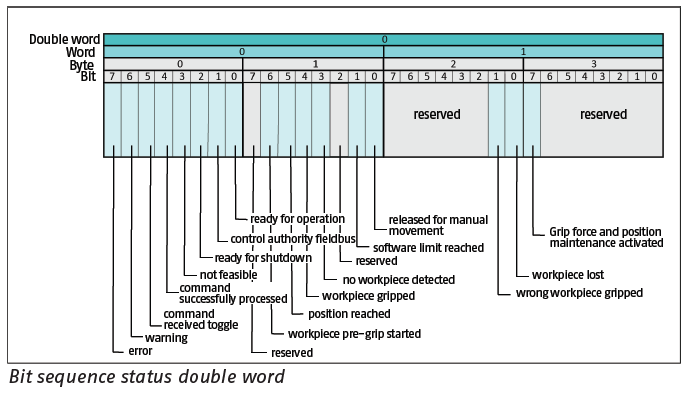 Double word 0
Word 0 1
Byte 0 1 2 3
Bit 7 6 5 4 3 2 1 0 7 6 5 4 3 2 1 0 7 6 5 4 3 2 1 0 7 6 5 4 3 2 1 0
reserved reserved
ready for operation
control authority fieldbus
ready for shutdown
not feasible
command
successfully processed
command
received toggle
warning
error
released for manual
movement
software limit reached
reserved
no workpiece detected
workpiece gripped
position reached
workpiece pre-grip started
reserved
Grip force and position
maintenance activated
workpiece lost
wrong workpiece gripped
Bit sequence status double word